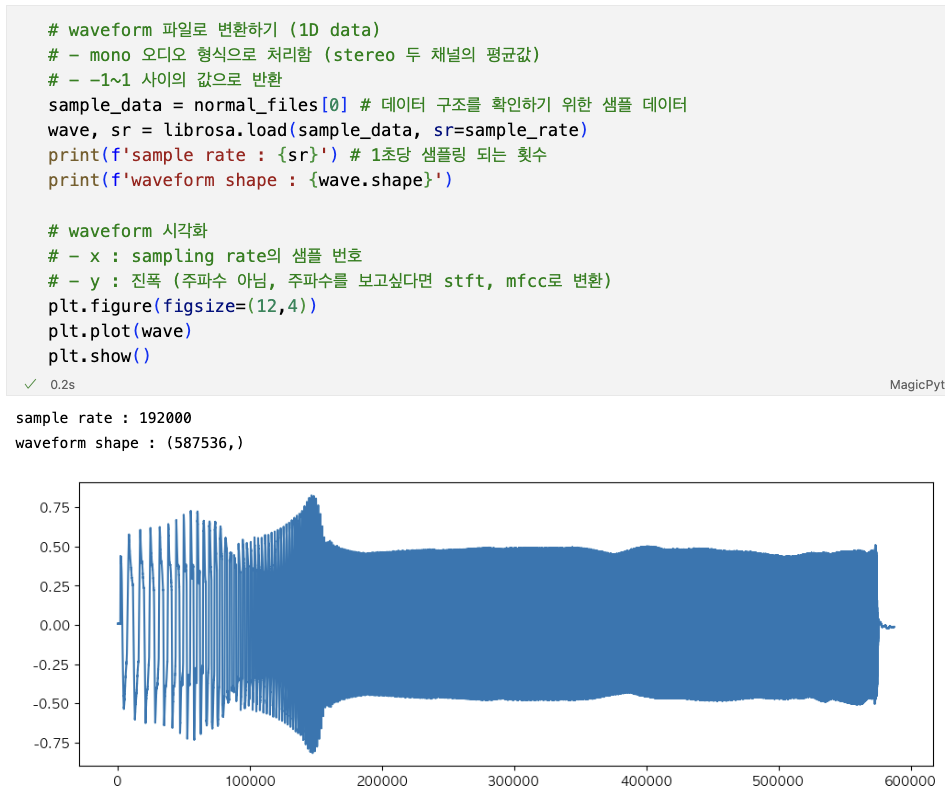 # waveform 파일로 변환하기 (1D data)
# - mono 오디오 형식으로 처리함 (stereo 두 채널의 평균값)
# - -1~1 사이의 값으로 반환
sample_data = normal_files[0] # 데이터 구조를 확인하기 위한 샘플 데이터
wave, sr = librosa.load(sample_data, sr=sample_rate)
print(f'sample rate : {sr}') # 1초당 샘플링 되는 횟수
print(f'waveform shape : {wave.shape}')
# waveform 시각화
# - x : sampling rate의 샘플 번호
# - y : 진폭 (주파수 아님, 주파수를 보고싶다면 stft, mfcc로 변환)
plt.figure(figsize=(12,4))
plt.plot(wave)
plt.show()
0.2s
MagicPyt
sample rate : 192000
waveform shape : (587536,)
0.75
0.50
0.25
0.00
-0.25
-0.50
-0.75
0 100000 200000 300000 400000 500000 600000